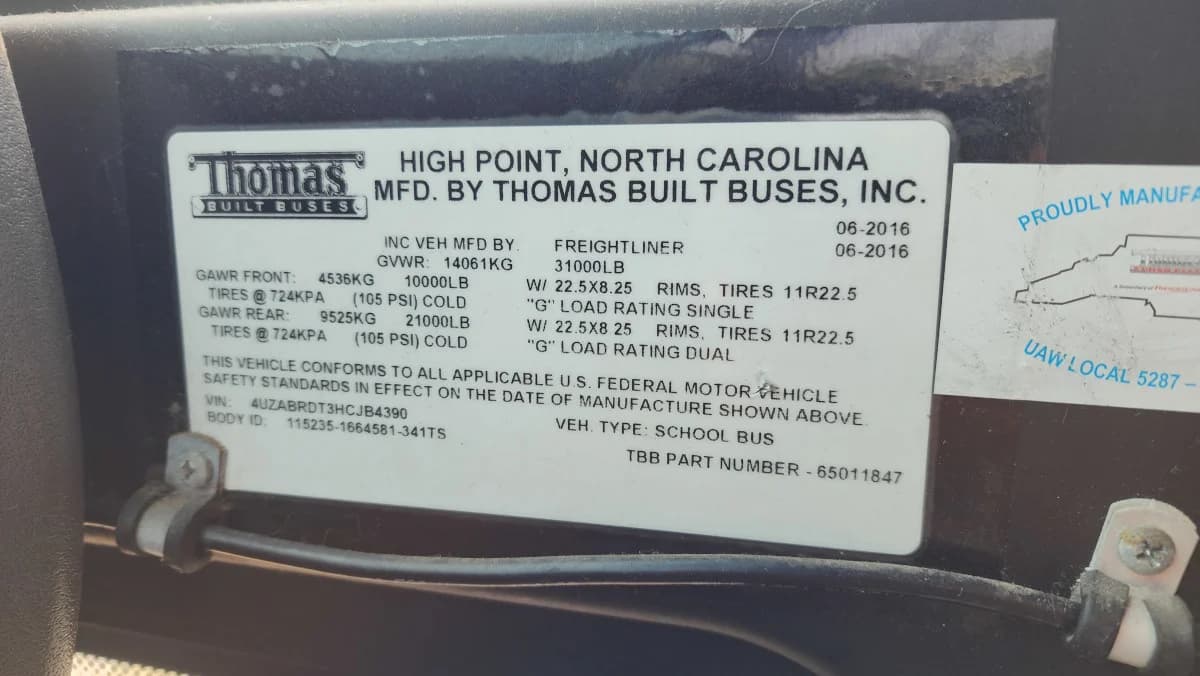 Thomas
BUILT BUSES
HIGH POINT, NORTH CAROLINA
MFD. BY THOMAS BUILT BUSES, INC.
06-2016
INC VEH MFD BY. FREIGHTLINER 06-2016
GVWR: 14061KG 31000LB
GAWR FRONT: 4536KG 10000LB W/ 22.5X8.25 RIMS, TIRES 11R22.5
TIRES @ 724KPA (105 PSI) COLD "G" LOAD RATING SINGLE
GAWR REAR: 9525KG 21000LB W/ 22.5X8 25 RIMS, TIRES 11R22.5
TIRES @ 724KPA (105 PSI) COLD "G" LOAD RATING DUAL
THIS VEHICLE CONFORMS TO ALL APPLICABLE U.S. FEDERAL MOTOR VEHICLE
SAFETY STANDARDS IN EFFECT ON THE DATE OF MANUFACTURE SHOWN ABOVE.
VIN: 4UZABRDT3HCJB4390
BODY ID: 115235-1664581-341TS VEH. TYPE: SCHOOL BUS
TBB PART NUMBER - 65011847
PROUDLY MANUFA
UAW LOCAL 5287 –